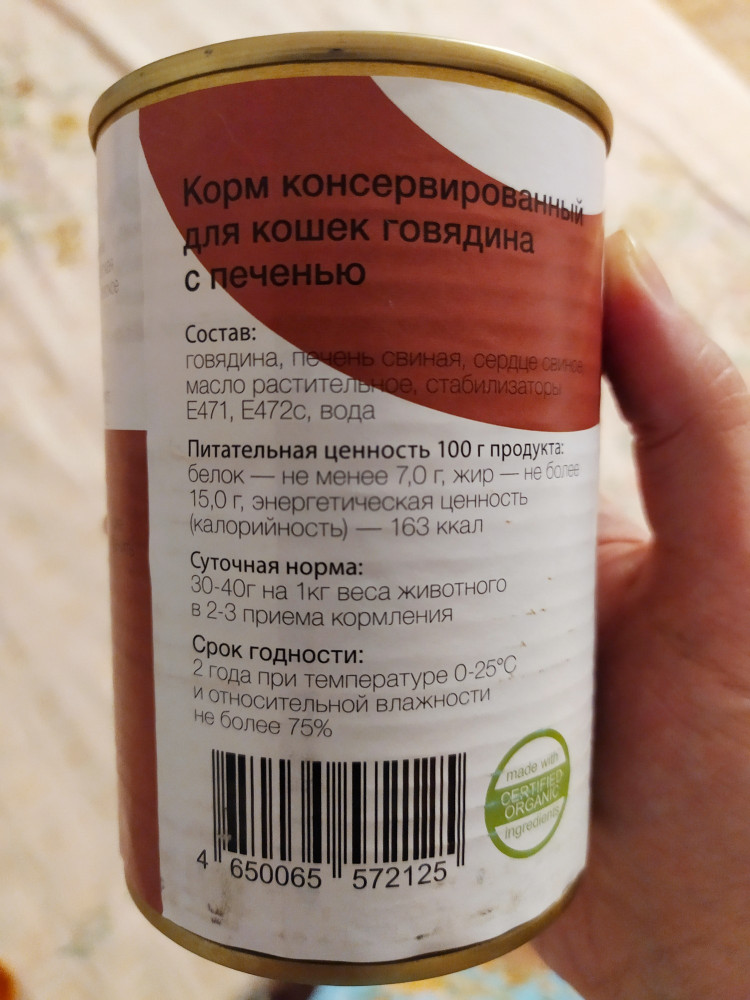 Корм консервированный
для кошек говядина
с печенью
Состав:
говядина, печень свиная, сердце свиное
масло растительное, стабилизаторы
Е471, Е472с, вода
Питательная ценность 100 г продукта:
белок — не менее 7,0 г, жир — не более
15,0 г, энергетическая ценность
(калорийность) — 163 ккал
Суточная норма:
30-40г на 1кг веса животного
в 2-3 приема кормления
Срок годности:
2 года при температуре 0-25°С
и относительной влажности
не более 75%
made with
CERTIFIED
ORGANIC
ingredients
4 650065 572125